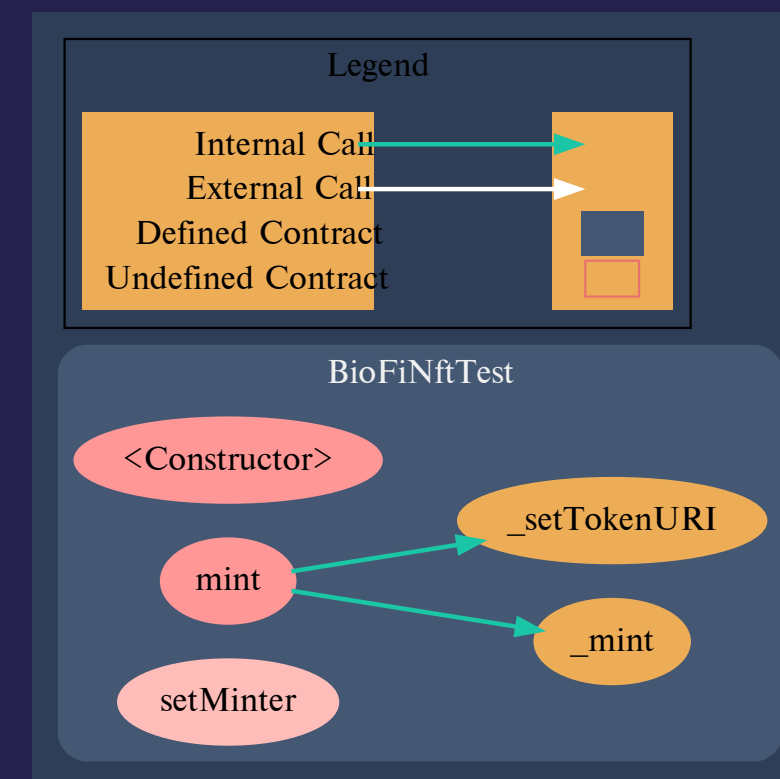 Legend
Internal Call
External Call
Defined Contract
Undefined Contract
BioFiNftTest
<Constructor>
_setTokenURI
mint
_mint
setMinter